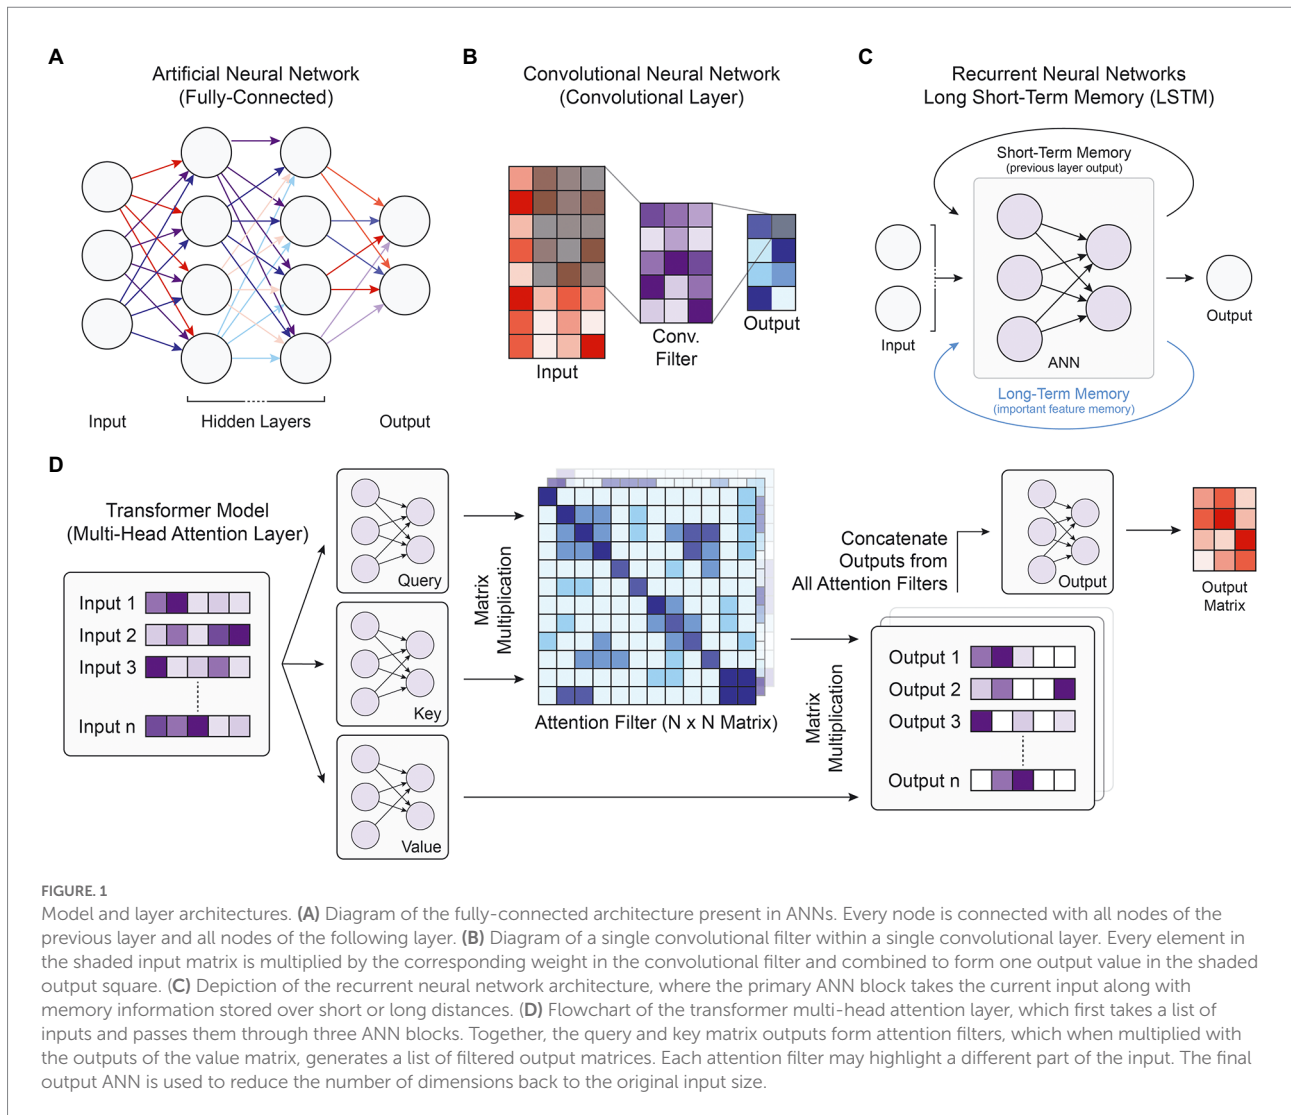 A
Artificial Neural Network
(Fully-Connected)
Input
Hidden Layers
Output
B
Convolutional Neural Network
(Convolutional Layer)
Input
Conv.
Filter
Output
C
Recurrent Neural Networks
Long Short-Term Memory (LSTM)
Short-Term Memory
(previous layer output)
Input
ANN
Output
Long-Term Memory
(important feature memory)
D
Transformer Model
(Multi-Head Attention Layer)
Input 1
Input 2
Input 3
Input n
Query
Key
Value
Matrix
Multiplication
Attention Filter (N x N Matrix)
Matrix
Multiplication
Concatenate
Outputs from
All Attention Filters
Output 1
Output 2
Output 3
Output n
Output
Output
Matrix
FIGURE. 1
Model and layer architectures. (A) Diagram of the fully-connected architecture present in ANNs. Every node is connected with all nodes of the
previous layer and all nodes of the following layer. (B) Diagram of a single convolutional filter within a single convolutional layer. Every element in
the shaded input matrix is multiplied by the corresponding weight in the convolutional filter and combined to form one output value in the shaded
output square. (C) Depiction of the recurrent neural network architecture, where the primary ANN block takes the current input along with
memory information stored over short or long distances. (D) Flowchart of the transformer multi-head attention layer, which first takes a list of
inputs and passes them through three ANN blocks. Together, the query and key matrix outputs form attention filters, which when multiplied with
the outputs of the value matrix, generates a list of filtered output matrices. Each attention filter may highlight a different part of the input. The final
output ANN is used to reduce the number of dimensions back to the original input size.